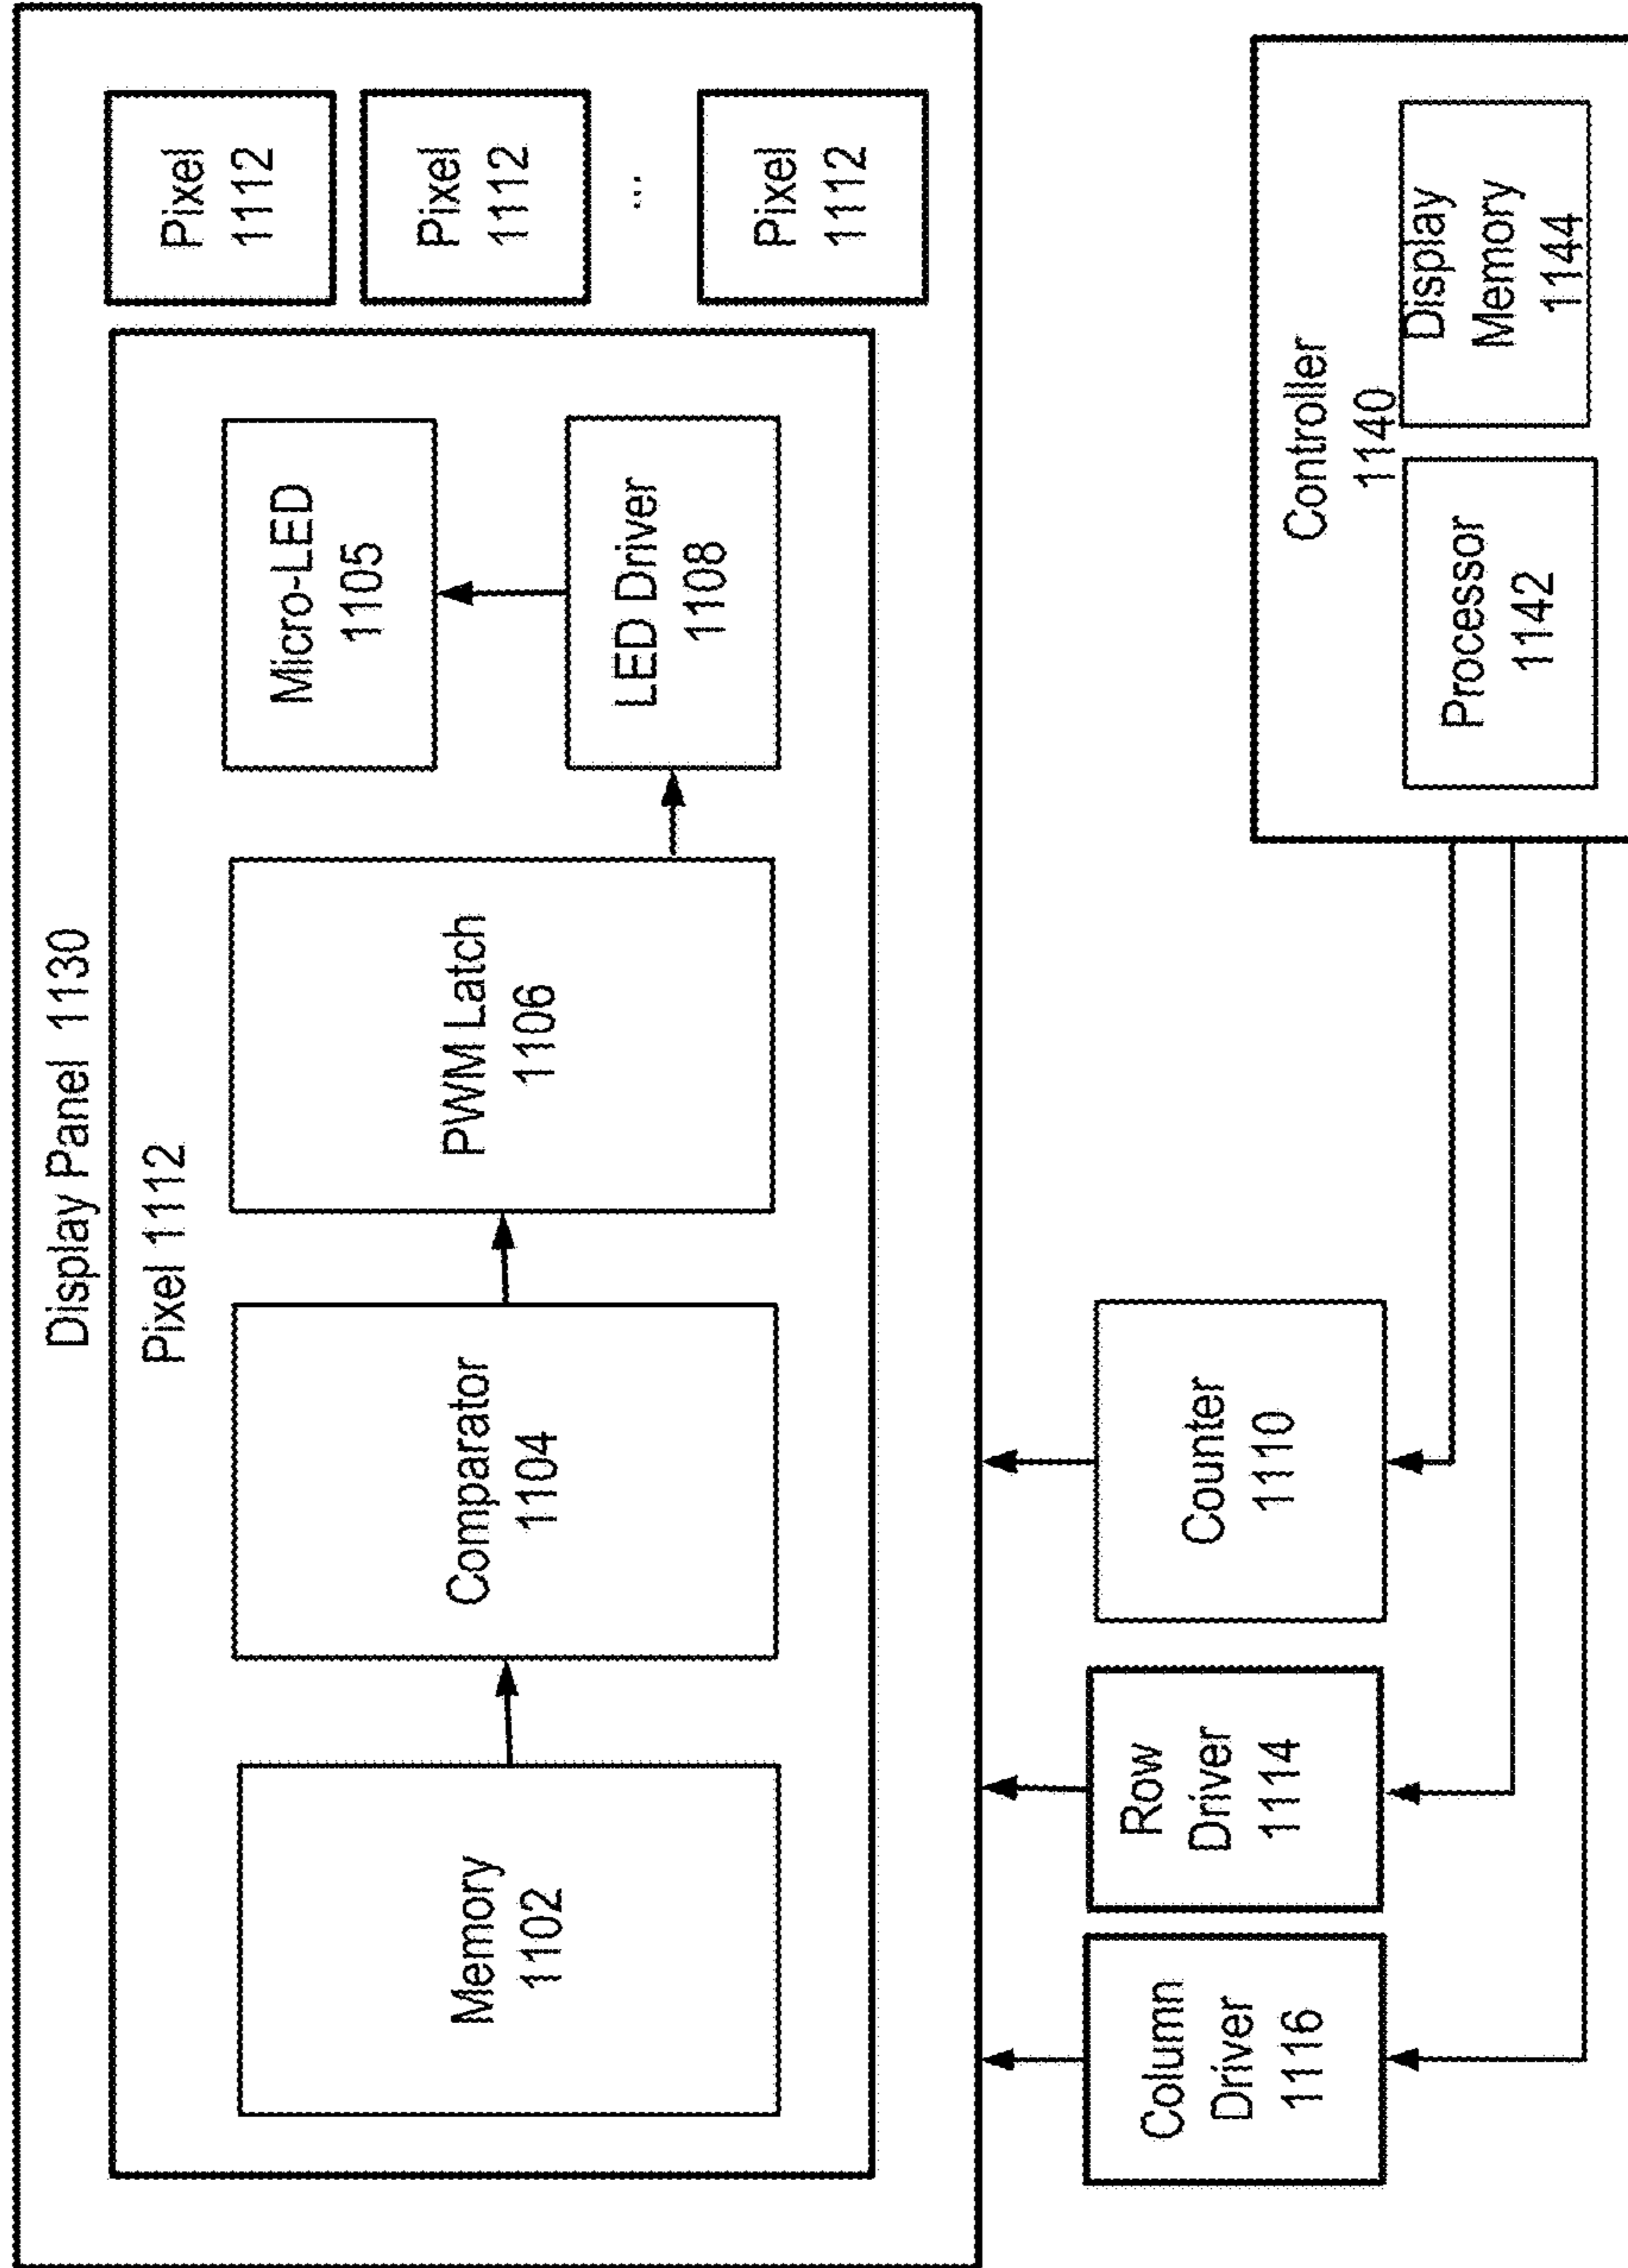 Display Panel 1130
Pixel 1112
Memory
1102
Comparator
1104
PWM Latch
1106
Micro-LED
1105
LED Driver
1108
Pixel
1112
Pixel
1112
...
Pixel
1112
Column
Driver
1116
Row
Driver
1114
Counter
1110
Controller
1140
Processor
1142
Display
Memory
1144